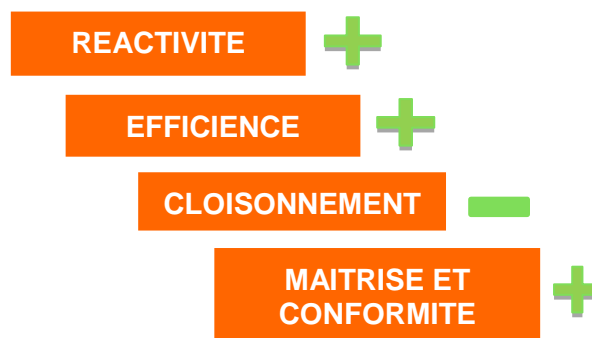 REACTIVITE
EFFICIENCE
CLOISONNEMENT
MAITRISE ET
CONFORMITE